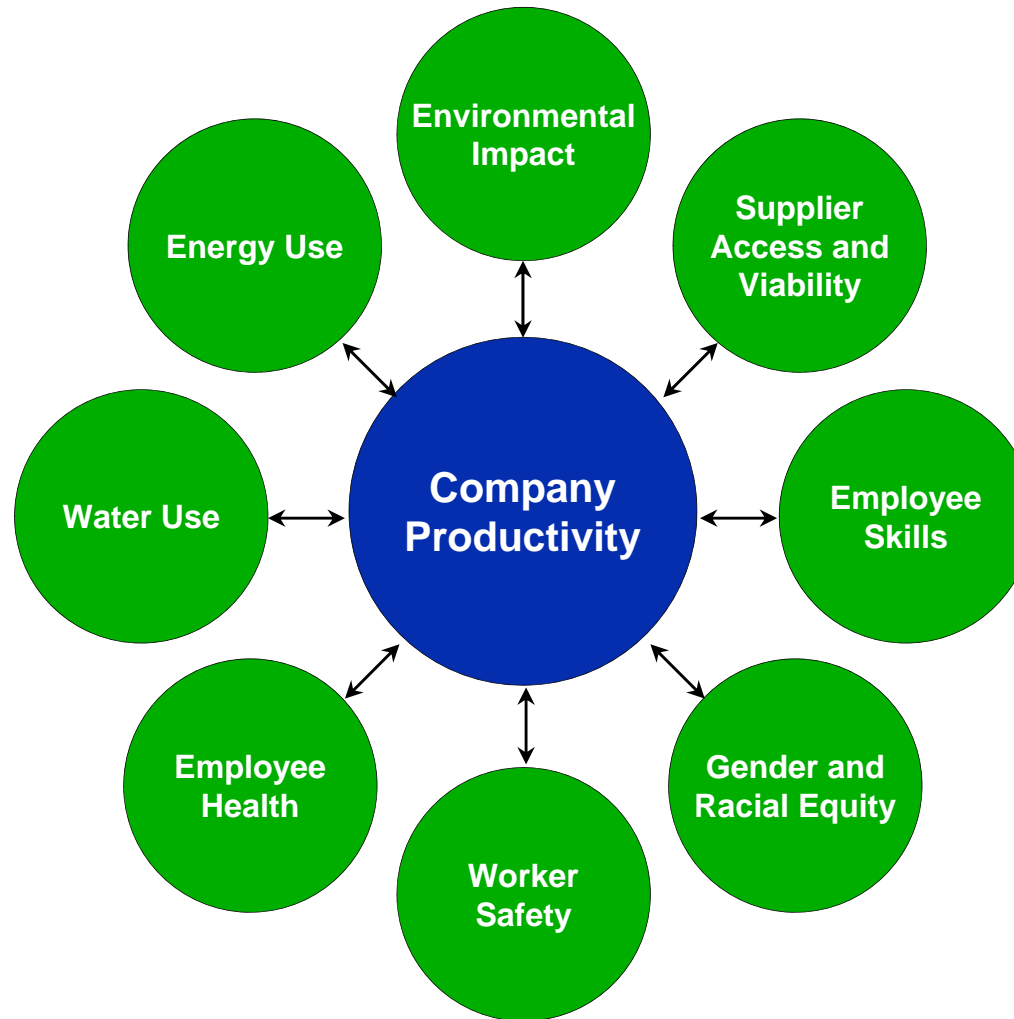 Environmental
Impact
Supplier
Access and
Viability
Energy Use
Company
Productivity
Employee
Skills
Water Use
Gender and
Racial Equity
Employee
Health
Worker
Safety